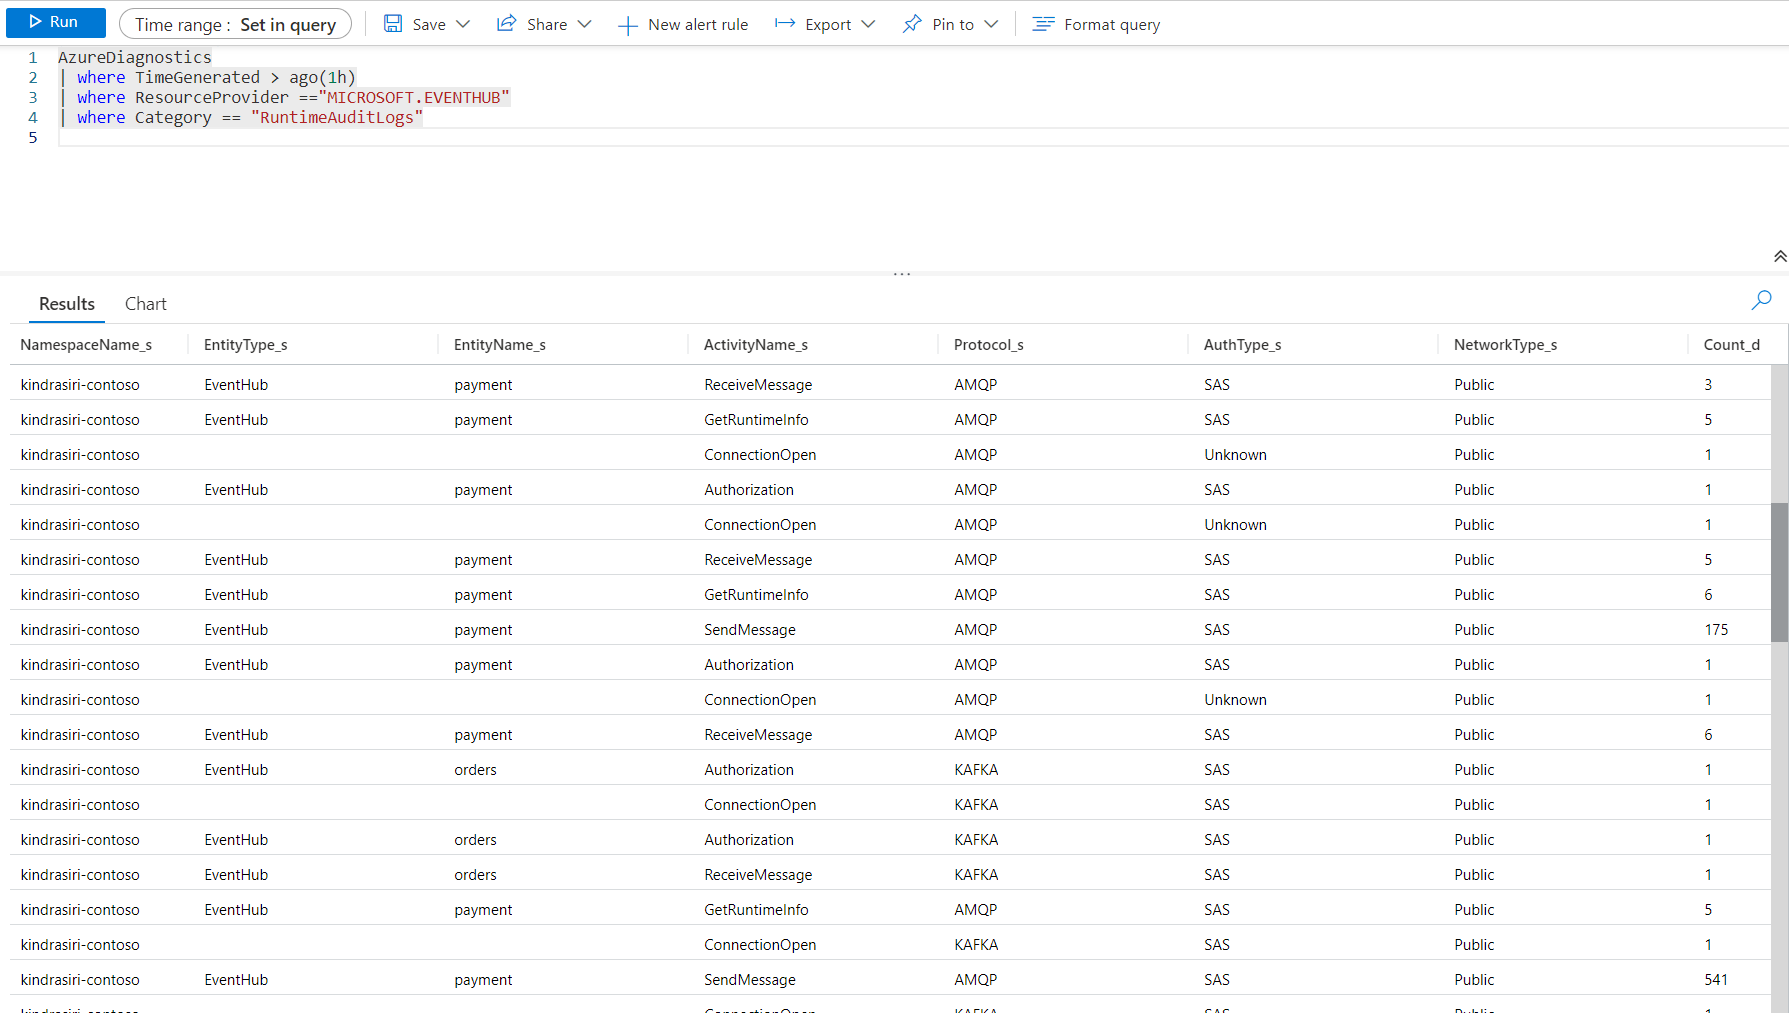 Run Time range : Set in query Save Share New alert rule Export Pin to Format query
1 AzureDiagnostics
2 | where TimeGenerated > ago(1h)
3 | where ResourceProvider =="MICROSOFT.EVENTHUB"
4 | where Category == "RuntimeAuditLogs"
5
...
Results Chart
NamespaceName_s EntityType_s EntityName_s ActivityName_s Protocol_s AuthType_s NetworkType_s Count_d
kindrasiri-contoso EventHub payment ReceiveMessage AMQP SAS Public 3
kindrasiri-contoso EventHub payment GetRuntimeInfo AMQP SAS Public 5
kindrasiri-contoso ConnectionOpen AMQP Unknown Public 1
kindrasiri-contoso EventHub payment Authorization AMQP SAS Public 1
kindrasiri-contoso ConnectionOpen AMQP Unknown Public 1
kindrasiri-contoso EventHub payment ReceiveMessage AMQP SAS Public 5
kindrasiri-contoso EventHub payment GetRuntimeInfo AMQP SAS Public 6
kindrasiri-contoso EventHub payment SendMessage AMQP SAS Public 175
kindrasiri-contoso EventHub payment Authorization AMQP SAS Public 1
kindrasiri-contoso ConnectionOpen AMQP Unknown Public 1
kindrasiri-contoso EventHub payment ReceiveMessage AMQP SAS Public 6
kindrasiri-contoso EventHub orders Authorization KAFKA SAS Public 1
kindrasiri-contoso ConnectionOpen KAFKA SAS Public 1
kindrasiri-contoso EventHub orders Authorization KAFKA SAS Public 1
kindrasiri-contoso EventHub orders ReceiveMessage KAFKA SAS Public 1
kindrasiri-contoso EventHub payment GetRuntimeInfo AMQP SAS Public 5
kindrasiri-contoso ConnectionOpen KAFKA SAS Public 1
kindrasiri-contoso EventHub payment SendMessage AMQP SAS Public 541